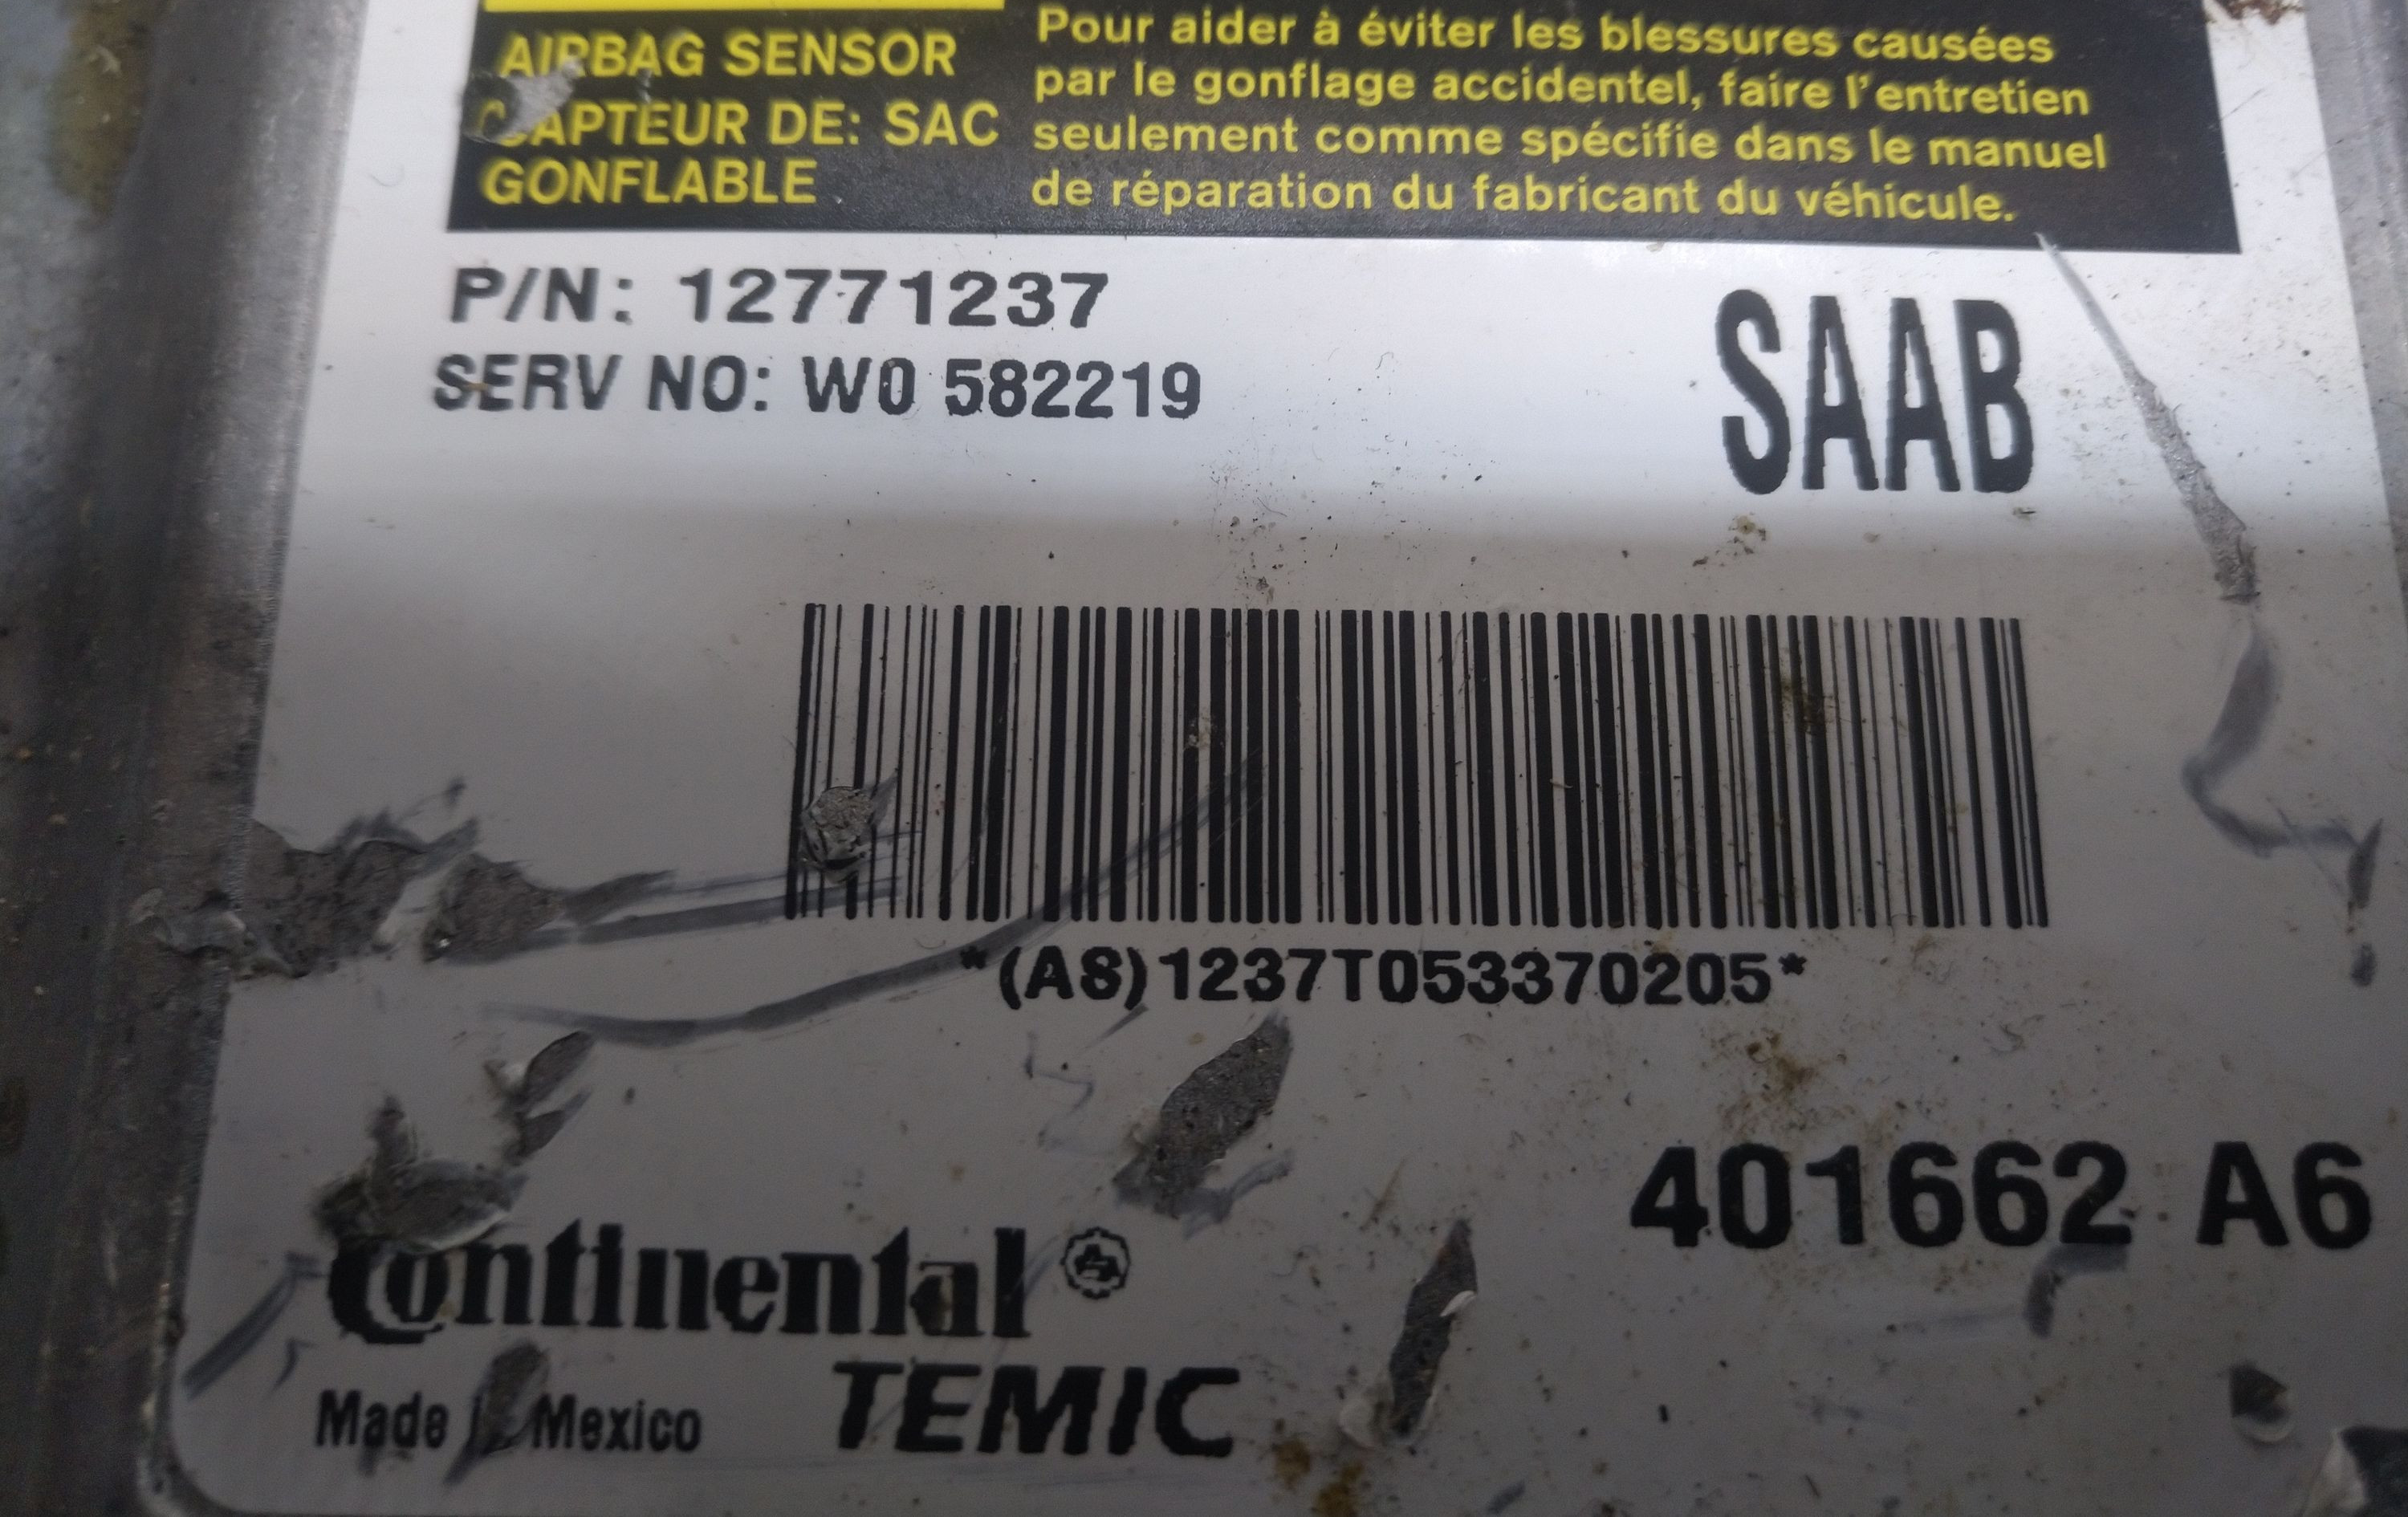 AIRBAG SENSOR
CAPTEUR DE: SAC
GONFLABLE
Pour aider à éviter les blessures causées
par le gonflage accidentel, faire l'entretien
seulement comme spécifie dans le manuel
de réparation du fabricant du véhicule.
P/N: 12771237
SERV NO: W0 582219
SAAB
*(A8)1237T053370205*
401662 A6
Continental
Made in Mexico
TEMIC